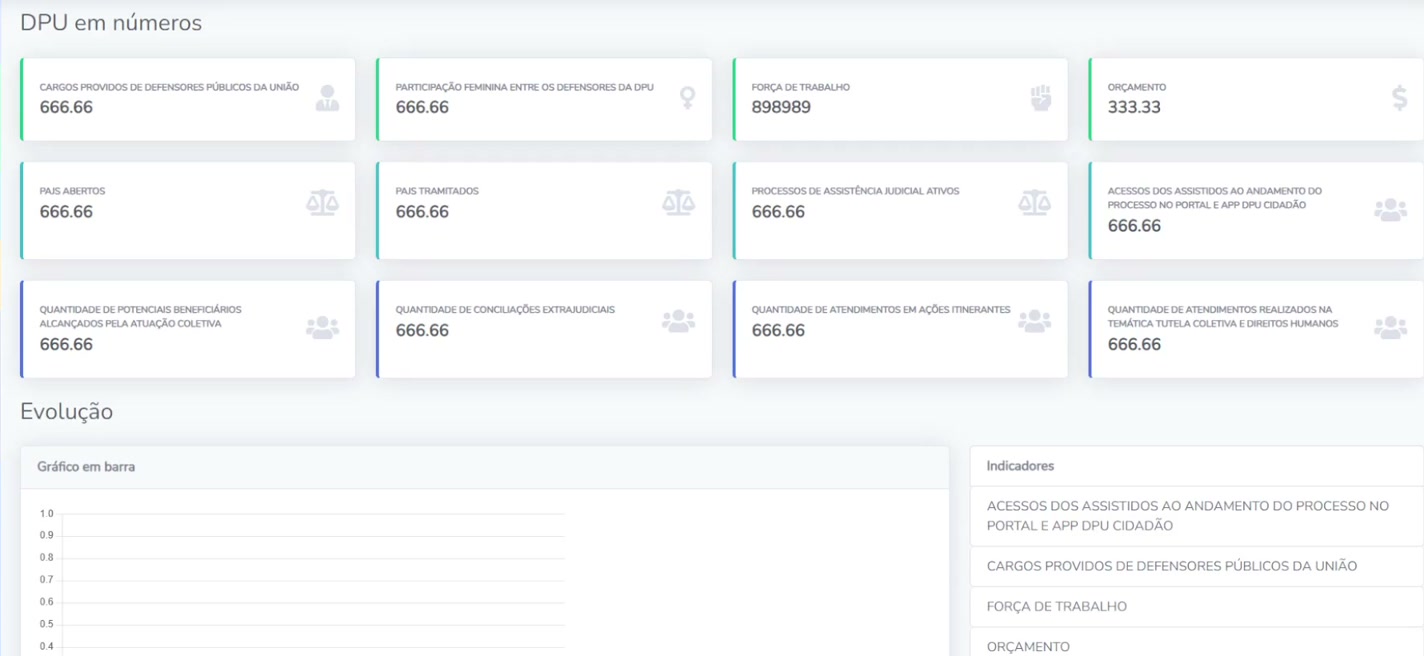 DPU em números
CARGOS PROVIDOS DE DEFENSORES PÚBLICOS DA UNIÃO
666.66
PARTICIPAÇÃO FEMININA ENTRE OS DEFENSORES DA DPU
666.66
FORÇA DE TRABALHO
898989
ORÇAMENTO
333.33
PAJS ABERTOS
666.66
PAJS TRAMITADOS
666.66
PROCESSOS DE ASSISTÊNCIA JUDICIAL ATIVOS
666.66
ACESSOS DOS ASSISTIDOS AO ANDAMENTO DO
PROCESSO NO PORTAL E APP DPU CIDADÃO
666.66
QUANTIDADE DE POTENCIAIS BENEFICIÁRIOS
ALCANÇADOS PELA ATUAÇÃO COLETIVA
666.66
QUANTIDADE DE CONCILIAÇÕES EXTRAJUDICIAIS
666.66
QUANTIDADE DE ATENDIMENTOS EM AÇÕES ITINERANTES
666.66
QUANTIDADE DE ATENDIMENTOS REALIZADOS NA
TEMÁTICA TUTELA COLETIVA E DIREITOS HUMANOS
666.66
Evolução
Gráfico em barra
1.0
0.9
0.8
0.7
0.6
0.5
0.4
Indicadores
ACESSOS DOS ASSISTIDOS AO ANDAMENTO DO PROCESSO NO
PORTAL E APP DPU CIDADÃO
CARGOS PROVIDOS DE DEFENSORES PÚBLICOS DA UNIÃO
FORÇA DE TRABALHO
ORÇAMENTO